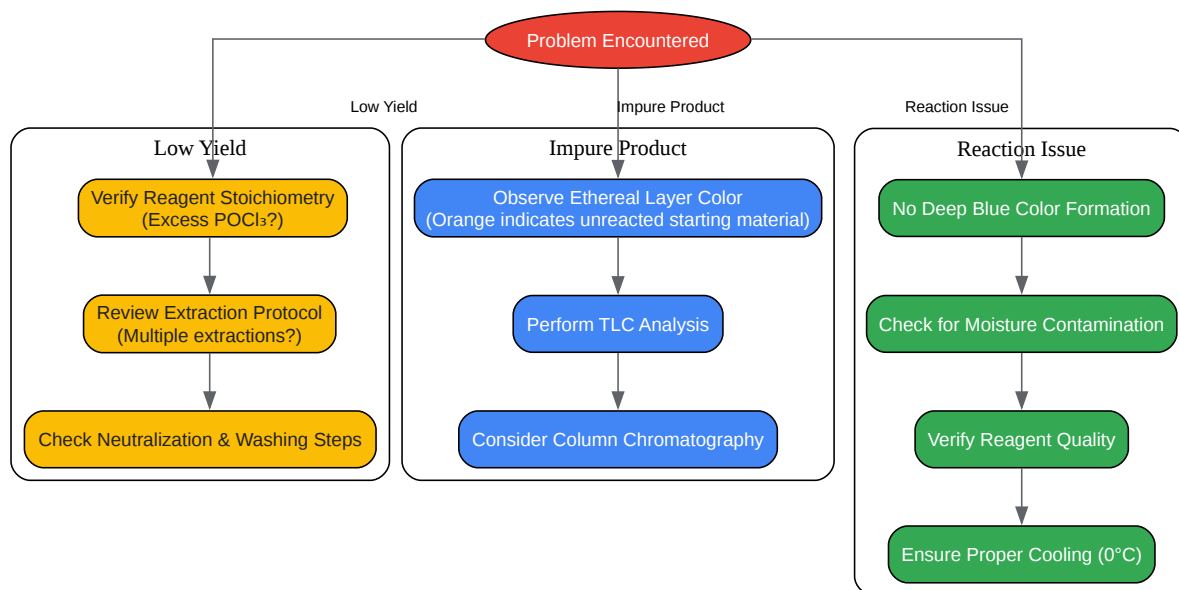 Problem Encountered
Low Yield
Impure Product
Reaction Issue
Low Yield
Verify Reagent Stoichiometry
(Excess POCl₃?)
Review Extraction Protocol
(Multiple extractions?)
Check Neutralization & Washing Steps
Impure Product
Observe Ethereal Layer Color
(Orange indicates unreacted starting material)
Perform TLC Analysis
Consider Column Chromatography
Reaction Issue
No Deep Blue Color Formation
Check for Moisture Contamination
Verify Reagent Quality
Ensure Proper Cooling (0°C)